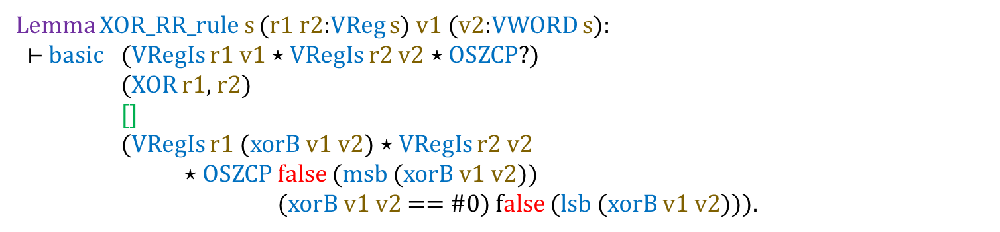 Lemma XOR_RR_rule s (r1 r2:VReg s) v1 (v2:VWORD s):
⊢ basic (VRegIs r1 v1 ⋆ VRegIs r2 v2 ⋆ OSZCP?)
(XOR r1, r2)
[]
(VRegIs r1 (xorB v1 v2) ⋆ VRegIs r2 v2
⋆ OSZCP false (msb (xorB v1 v2))
(xorB v1 v2 == #0) false (lsb (xorB v1 v2))).